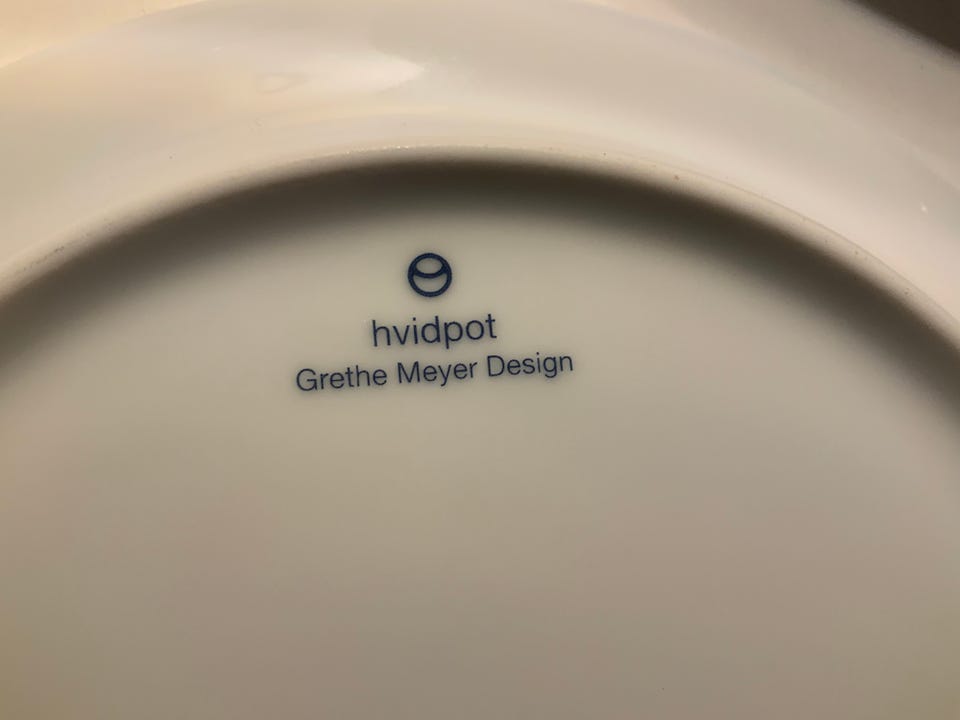 hvidpot
Grethe Meyer Design